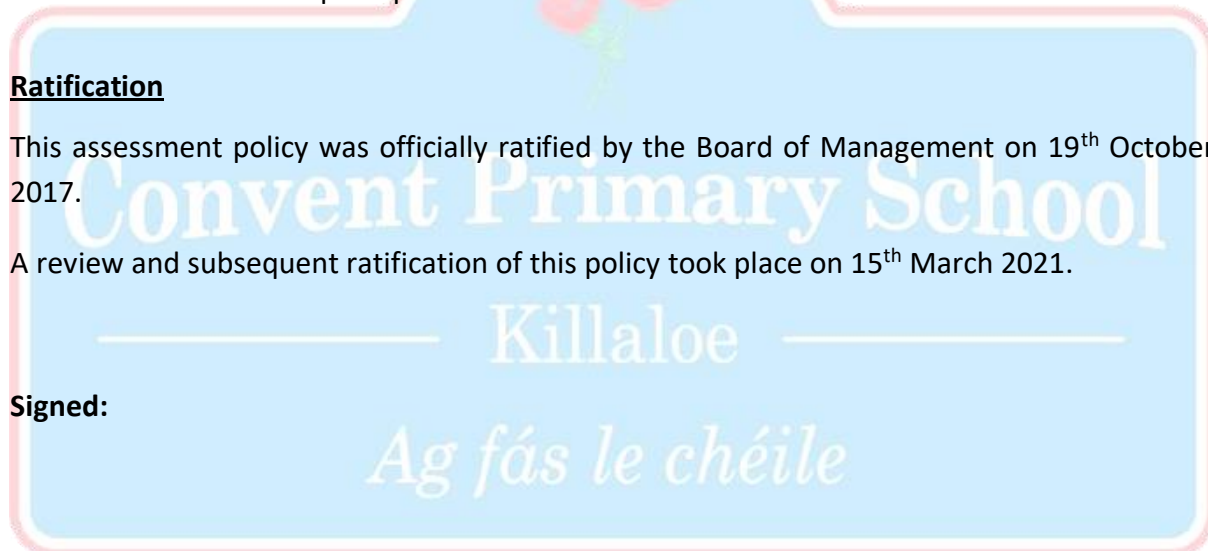 Ratification
This assessment policy was officially ratified by the Board of Management on 19th October
2017.
Convent Primary School
A review and subsequent ratification of this policy took place on 15th March 2021.
Killaloe
Signed:
Ag fás le chéile